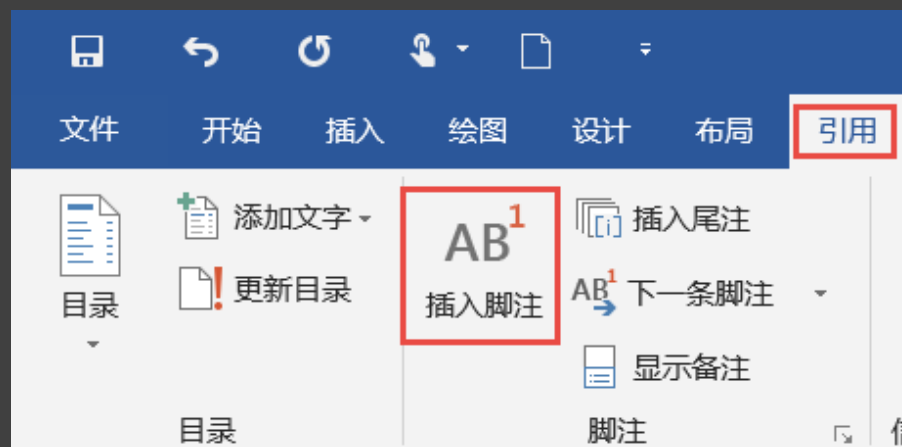 文件 开始 插入 绘图 设计 布局 引用
目录
添加文字
更新目录
目录
AB1
插入脚注
[i] 插入尾注
AB1 下一条脚注
显示备注
脚注